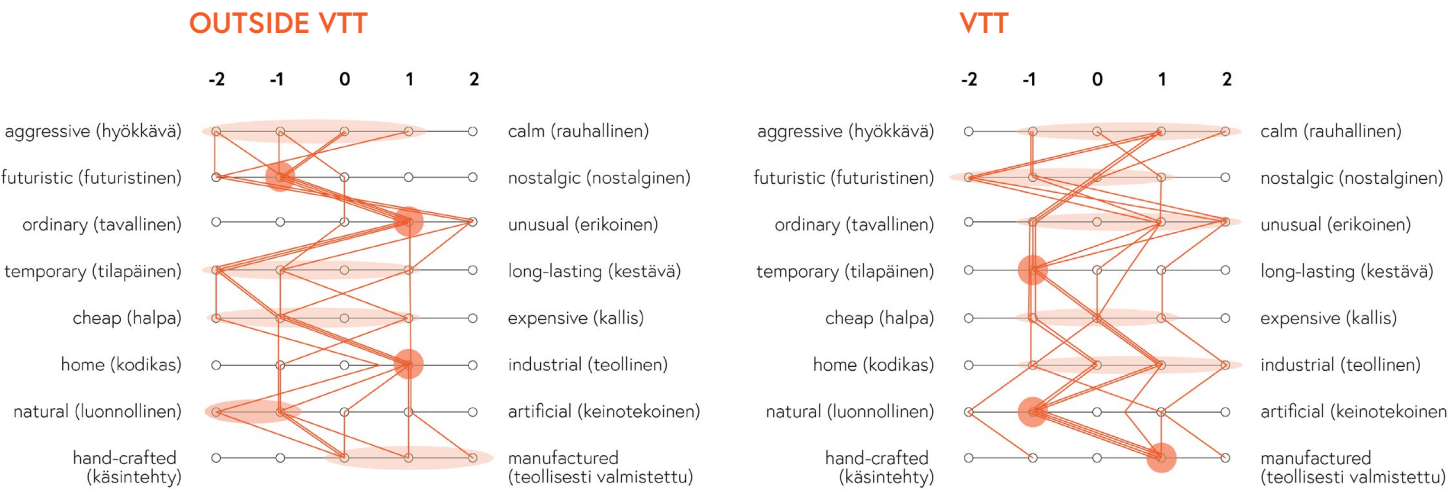 OUTSIDE VTT
-2 -1 0 1 2
aggressive (hyökkävä) calm (rauhallinen)
futuristic (futuristinen) nostalgic (nostalginen)
ordinary (tavallinen) unusual (erikoinen)
temporary (tilapäinen) long-lasting (kestävä)
cheap (halpa) expensive (kallis)
home (kodikas) industrial (teollinen)
natural (luonnollinen) artificial (keinotekoinen)
hand-crafted manufactured
(käsintehty) (teollisesti valmistettu)
VTT
-2 -1 0 1 2
aggressive (hyökkävä) calm (rauhallinen)
futuristic (futuristinen) nostalgic (nostalginen)
ordinary (tavallinen) unusual (erikoinen)
temporary (tilapäinen) long-lasting (kestävä)
cheap (halpa) expensive (kallis)
home (kodikas) industrial (teollinen)
natural (luonnollinen) artificial (keinotekoinen
hand-crafted manufactured
(käsintehty) (teollisesti valmistettu)